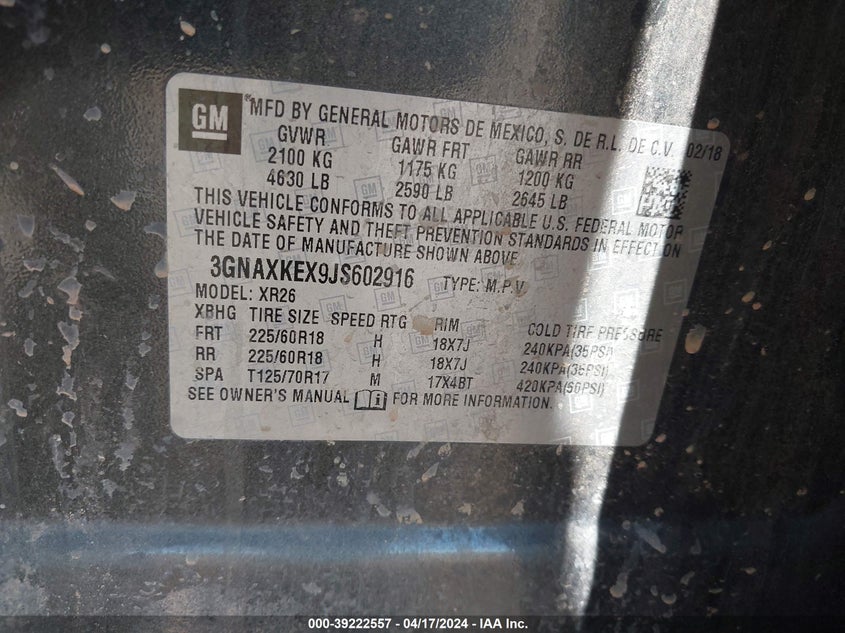 GM
MFD BY GENERAL MOTORS DE MEXICO, S. DE R.L. DE C.V. 02/18
GVWR GAWR FRT GAWR RR
2100 KG 1175 KG 1200 KG
4630 LB 2590 LB 2645 LB
THIS VEHICLE CONFORMS TO ALL APPLICABLE U.S. FEDERAL MOTOR
VEHICLE SAFETY AND THEFT PREVENTION STANDARDS IN EFFECT ON
THE DATE OF MANUFACTURE SHOWN ABOVE.
3GNAXKEX9JS602916 TYPE: M.P.V
MODEL: XR26
XBHG TIRE SIZE SPEED RTG RIM COLD TIRE PRESSURE
FRT 225/60R18 H 18X7J 240KPA(35PSI)
RR 225/60R18 H 18X7J 240KPA(35PSI)
SPA T125/70R17 M 17X4BT 420KPA(60PSI)
SEE OWNER'S MANUAL FOR MORE INFORMATION.
000-39222557 - 04/17/2024 - IAA Inc.